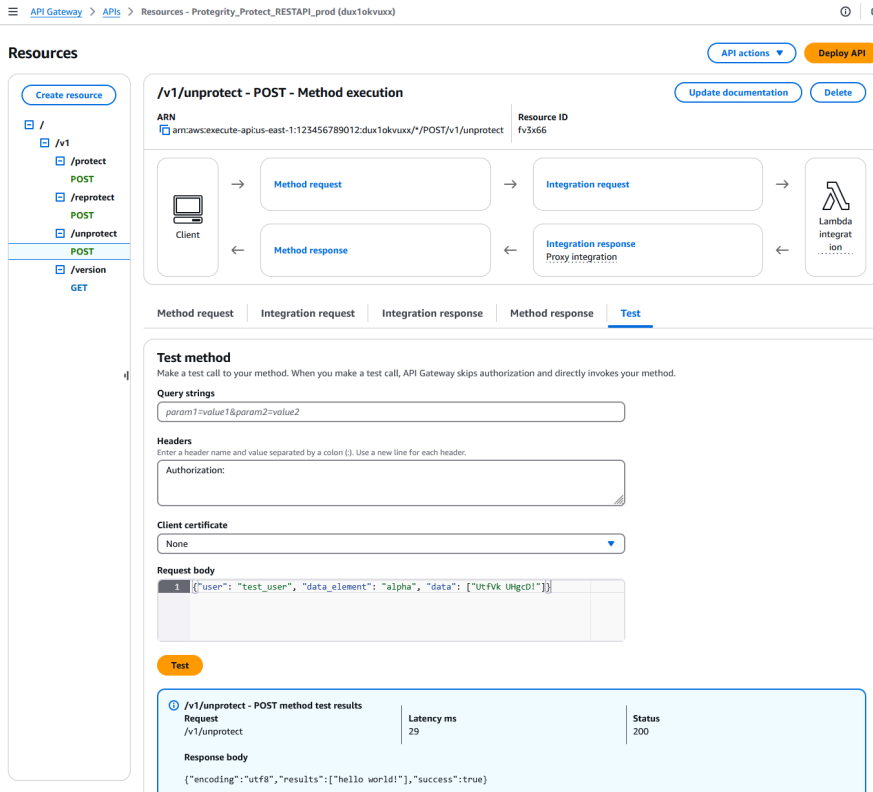 API Gateway > APIs > Resources - Protegrity_Protect_RESTAPI_prod (dux1okvuxx)
Resources
API actions ▼
Deploy API
Create resource
/
/v1
/protect
POST
/reprotect
POST
/unprotect
POST
/version
GET
/v1/unprotect - POST - Method execution
Update documentation
Delete
ARN
arn:aws:execute-api:us-east-1:123456789012:dux1okvuxx/*/POST/v1/unprotect
Resource ID
fv3x66
Client
Method request
Integration request
Method response
Integration response
Proxy integration
Lambda
integrat
ion
Method request
Integration request
Integration response
Method response
Test
Test method
Make a test call to your method. When you make a test call, API Gateway skips authorization and directly invokes your method.
Query strings
param1=value1&param2=value2
Headers
Enter a header name and value separated by a colon (:). Use a new line for each header.
Authorization:
Client certificate
None
Request body
1 {"user": "test_user", "data_element": "alpha", "data": ["UtfVk UHgcD!"]}
Test
/v1/unprotect - POST method test results
Request
/v1/unprotect
Latency ms
29
Status
200
Response body
{"encoding":"utf8","results":["hello world!"],"success":true}